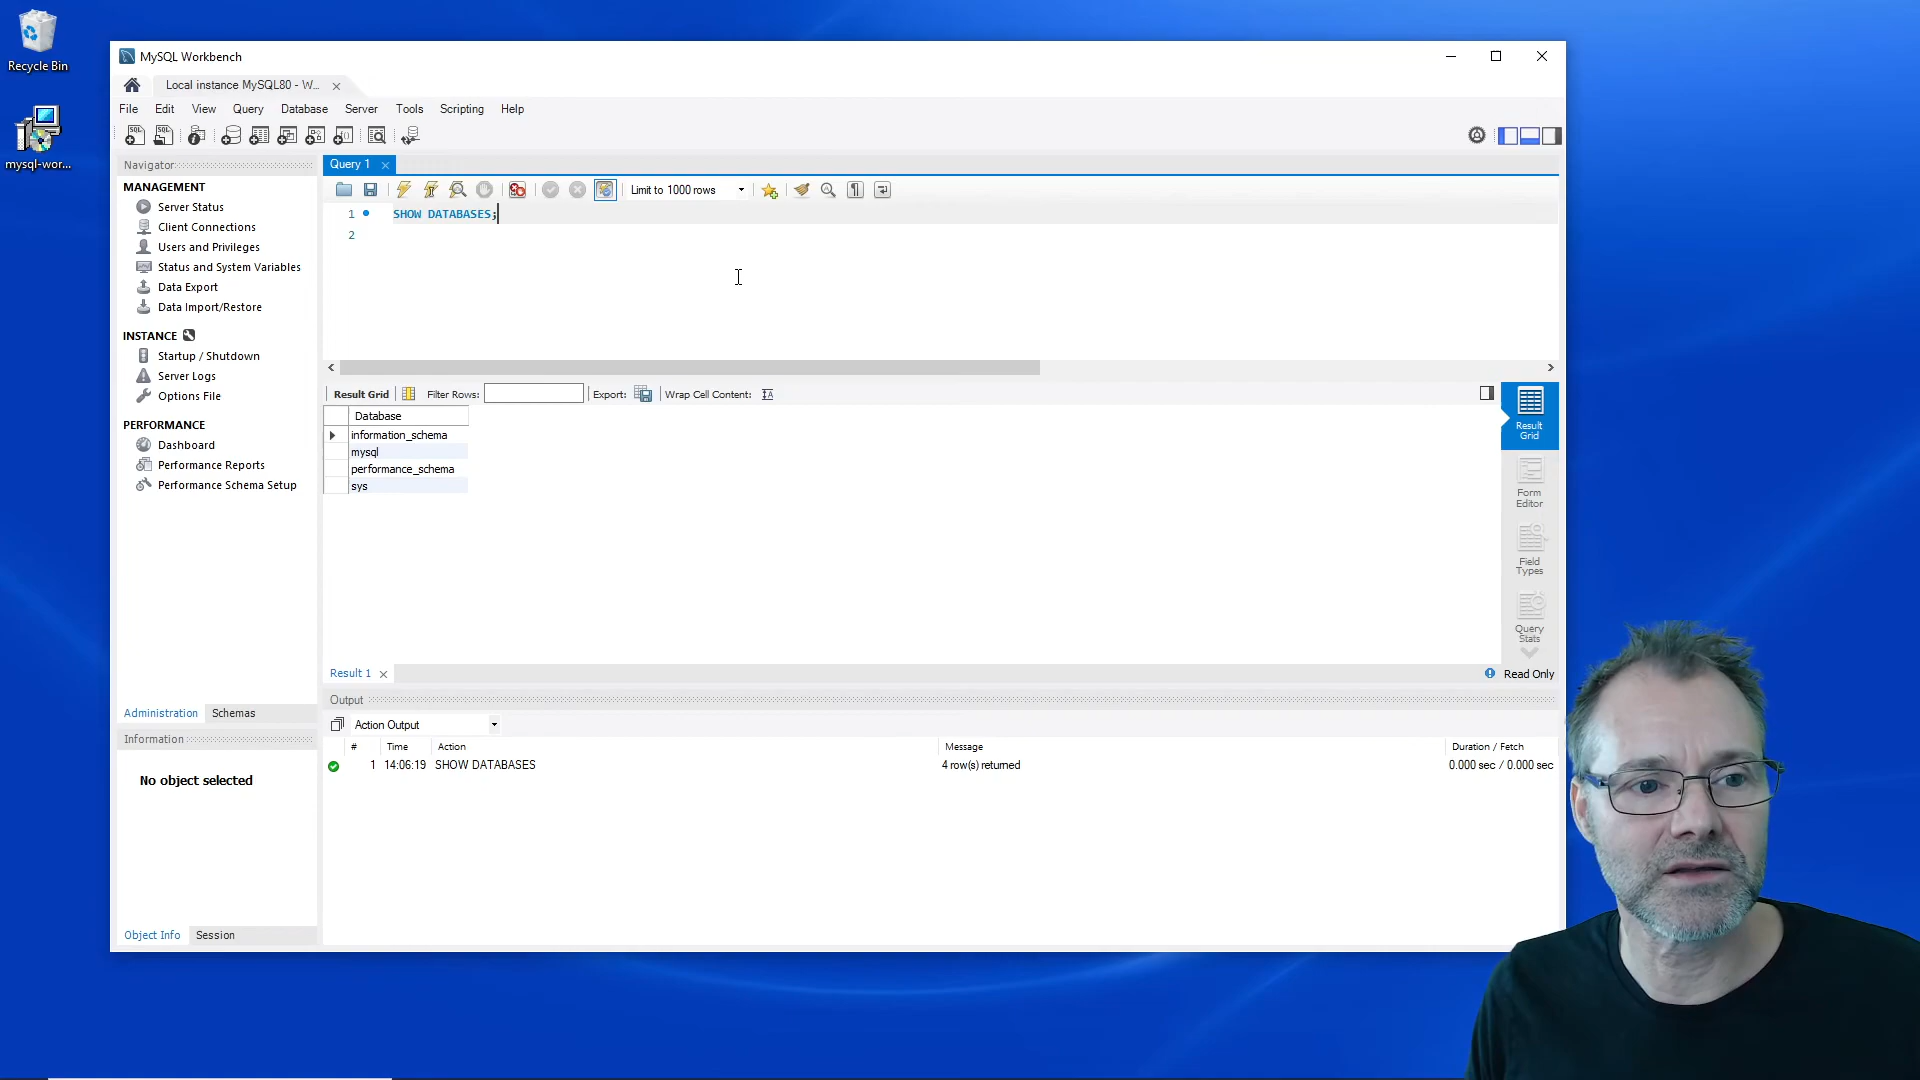 Recycle Bin
mysql-wor...
MySQL Workbench
Local instance MySQL80 - W...
File Edit View Query Database Server Tools Scripting Help
Navigator
MANAGEMENT
Server Status
Client Connections
Users and Privileges
Status and System Variables
Data Export
Data Import/Restore
INSTANCE
Startup / Shutdown
Server Logs
Options File
PERFORMANCE
Dashboard
Performance Reports
Performance Schema Setup
Administration Schemas
Information
No object selected
Object Info Session
Query 1
Limit to 1000 rows
1 SHOW DATABASES;
2
Result Grid Filter Rows: Export: Wrap Cell Content:
Database
information_schema
mysql
performance_schema
sys
Result
Grid
Form
Editor
Field
Types
Query
Stats
Result 1
Read Only
Output
Action Output
# Time Action Message Duration / Fetch
1 14:06:19 SHOW DATABASES 4 row(s) returned 0.000 sec / 0.000 sec